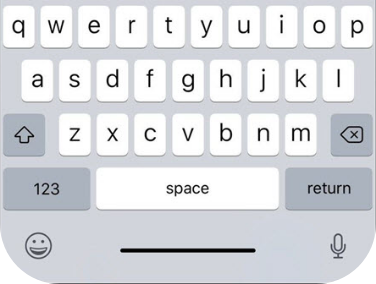 q w e r t y u i o p
a s d f g h j k l
z x c v b n m
123 space return